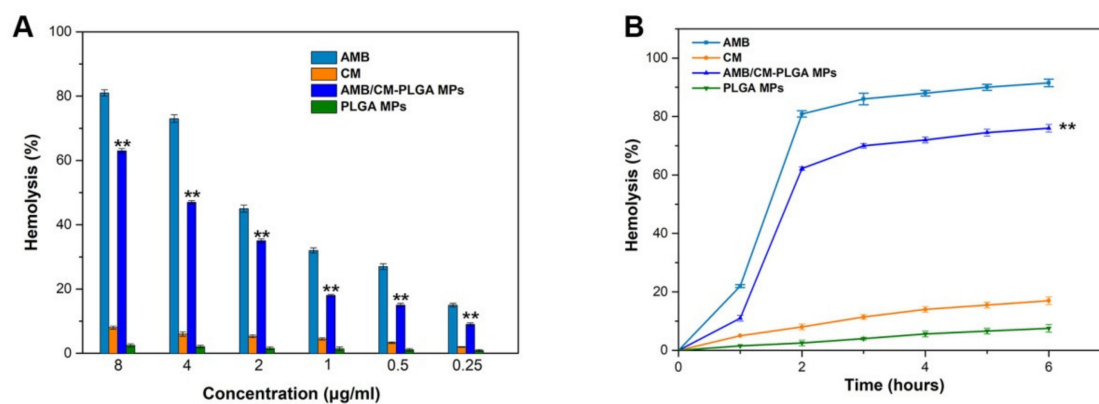 A
100
80
60
40
20
0
Hemolysis (%)
AMB
CM
AMB/CM-PLGA MPs
PLGA MPs
**
**
**
**
**
**
8 4 2 1 0.5 0.25
Concentration (µg/ml)
B
100
80
60
40
20
0
Hemolysis (%)
AMB
CM
AMB/CM-PLGA MPs
PLGA MPs
**
0 2 4 6
Time (hours)